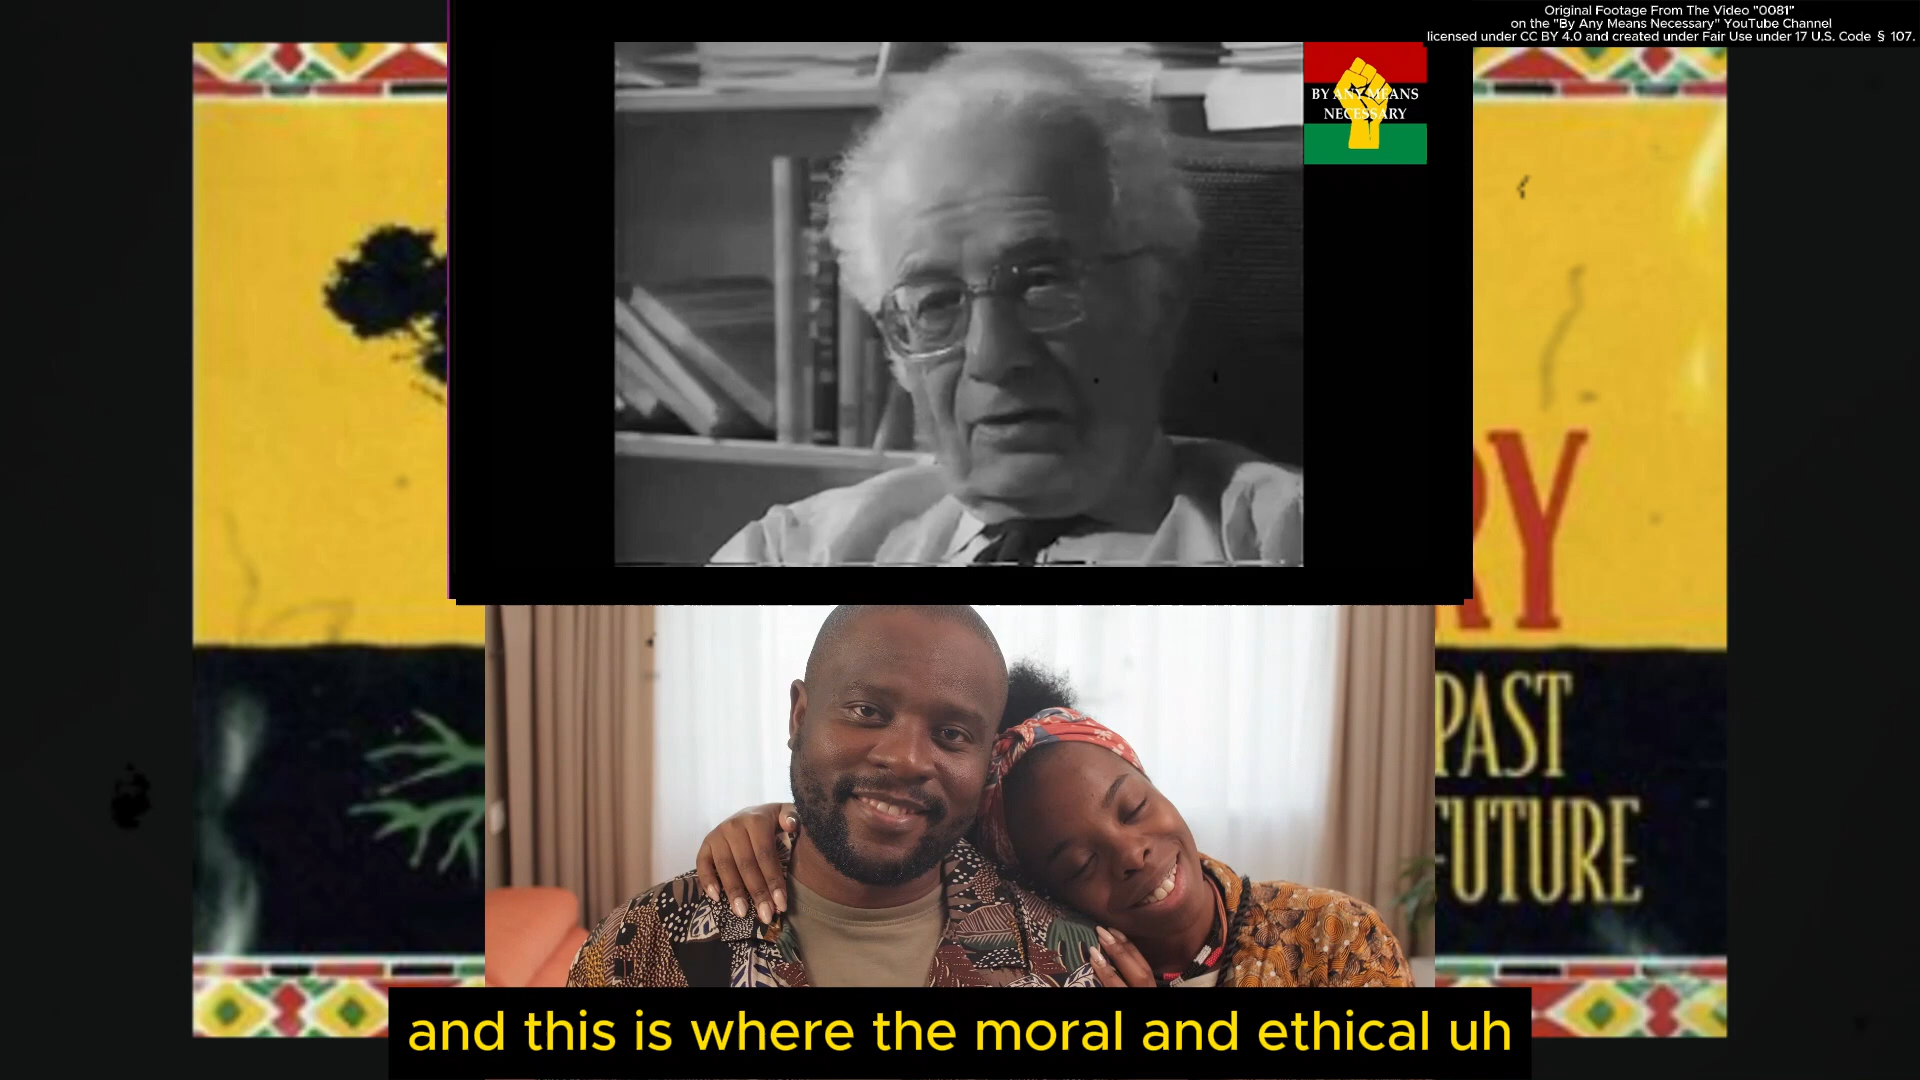 Original Footage From The Video "0081"
on the "By Any Means Necessary" YouTube Channel
licensed under CC BY 4.0 and created under Fair Use under 17 U.S. Code § 107.
BY ANY MEANS
NECESSARY
RY
PAST
FUTURE
and this is where the moral and ethical uh